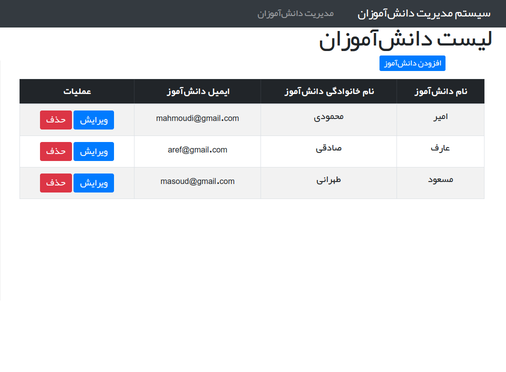 سیستم مدیریت دانش‌آموزان مدیریت دانش‌آموزان
لیست دانش‌آموزان
افزودن دانش‌آموز
نام دانش‌آموز نام خانوادگی دانش‌آموز ایمیل دانش‌آموز عملیات
امیر محمودی mahmoudi@gmail.com ویرایش حذف
عارف صادقی aref@gmail.com ویرایش حذف
مسعود طهرانی masoud@gmail.com ویرایش حذف